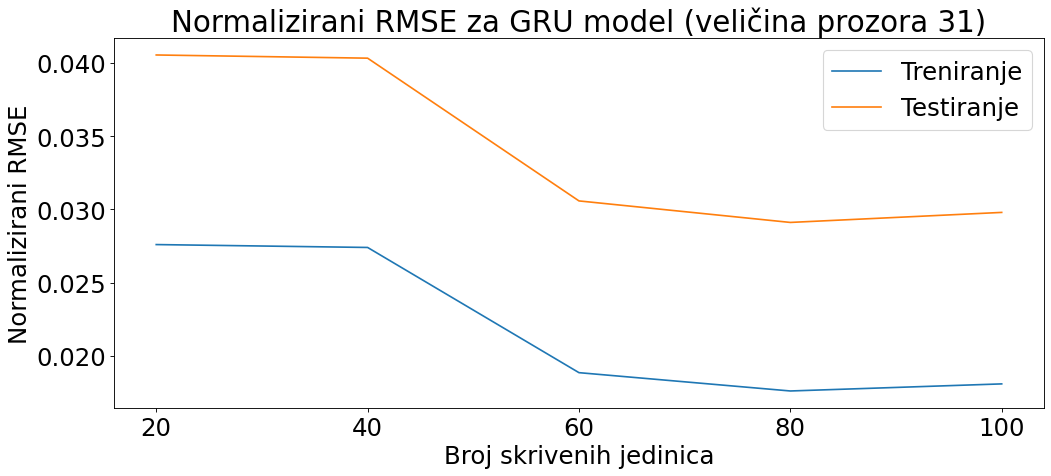 Normalizirani RMSE za GRU model (veličina prozora 31)
Treniranje
Testiranje
Normalizirani RMSE
0.040
0.035
0.030
0.025
0.020
20 40 60 80 100
Broj skrivenih jedinica